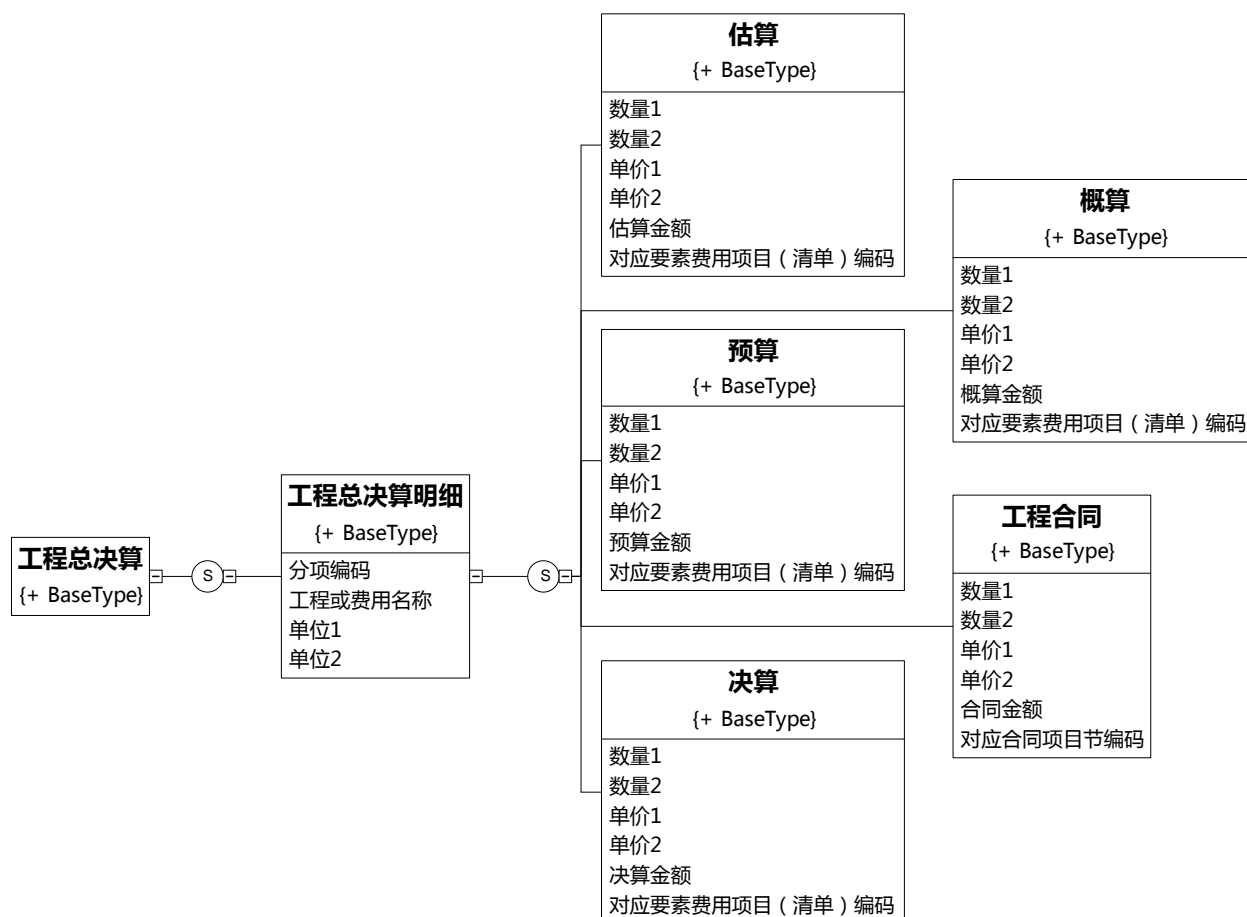 估算
{+ BaseType}
数量1
数量2
单价1
单价2
估算金额
对应要素费用项目（清单）编码
概算
{+ BaseType}
数量1
数量2
单价1
单价2
概算金额
对应要素费用项目（清单）编码
预算
{+ BaseType}
数量1
数量2
单价1
单价2
预算金额
对应要素费用项目（清单）编码
工程总决算
{+ BaseType}
S
工程总决算明细
{+ BaseType}
分项编码
工程或费用名称
单位1
单位2
S
工程合同
{+ BaseType}
数量1
数量2
单价1
单价2
合同金额
对应合同项目节编码
决算
{+ BaseType}
数量1
数量2
单价1
单价2
决算金额
对应要素费用项目（清单）编码